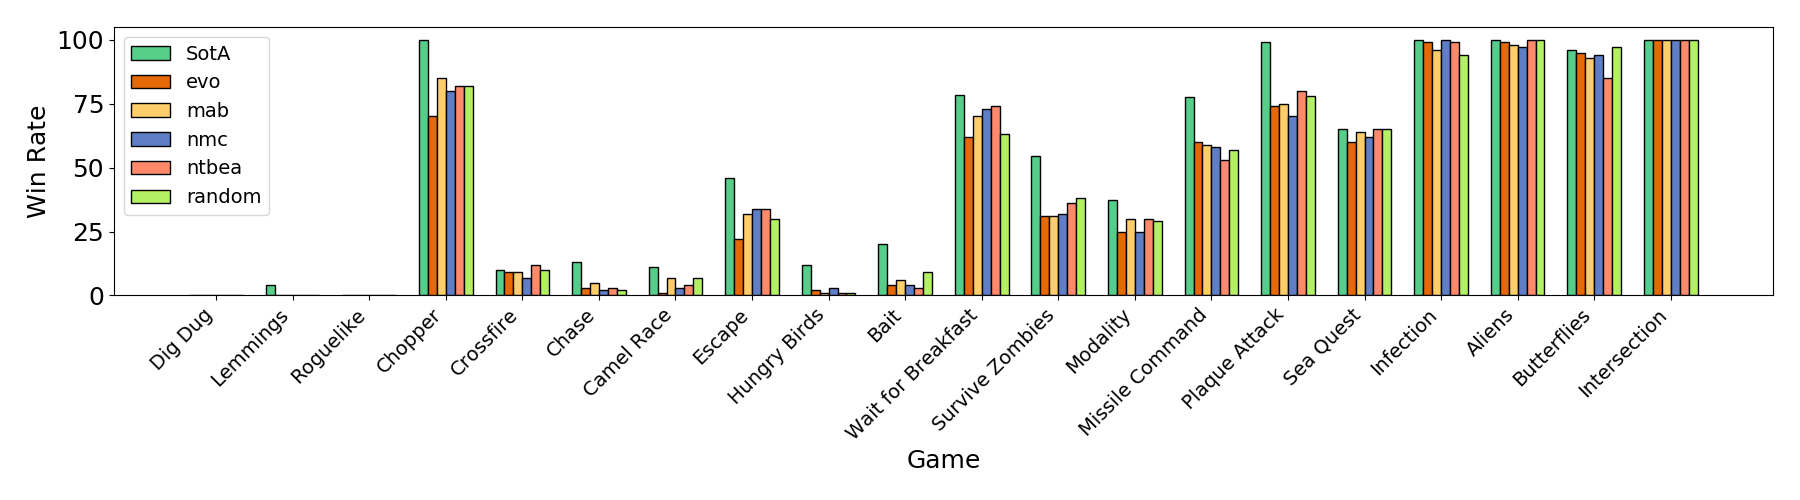 100
75
50
25
0
Win Rate
SotA
evo
mab
nmc
ntbea
random
Dig Dug
Lemmings
Roguelike
Chopper
Crossfire
Chase
Camel Race
Escape
Hungry Birds
Bait
Wait for Breakfast
Survive Zombies
Modality
Missile Command
Plaque Attack
Sea Quest
Infection
Aliens
Butterflies
Intersection
Game